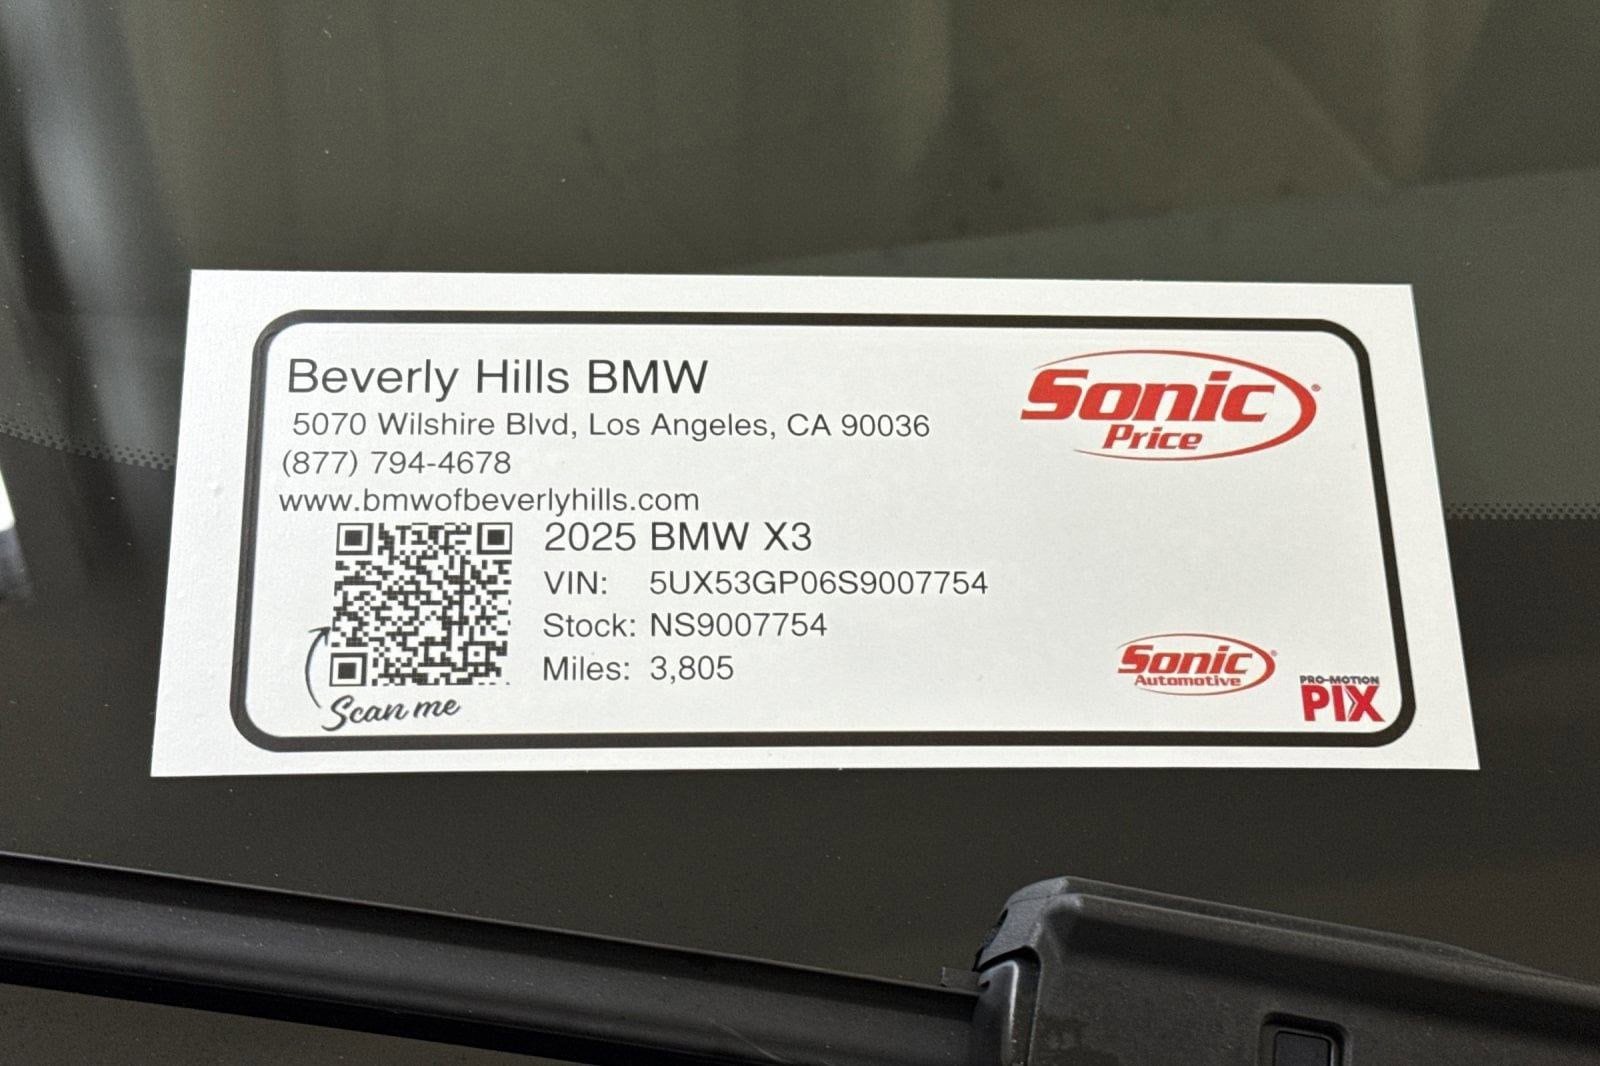 Beverly Hills BMW
5070 Wilshire Blvd, Los Angeles, CA 90036
(877) 794-4678
www.bmwofbeverlyhills.com
Sonic®
Price
2025 BMW X3
VIN: 5UX53GP06S9007754
Stock: NS9007754
Miles: 3,805
Scan me
Sonic®
Automotive
PRO-MOTION
PIX